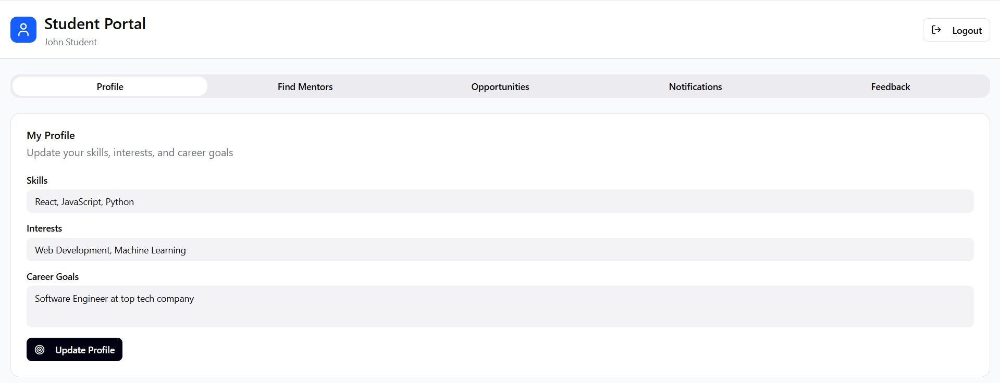 Student Portal
John Student
Logout
Profile
Find Mentors
Opportunities
Notifications
Feedback
My Profile
Update your skills, interests, and career goals
Skills
React, JavaScript, Python
Interests
Web Development, Machine Learning
Career Goals
Software Engineer at top tech company
Update Profile